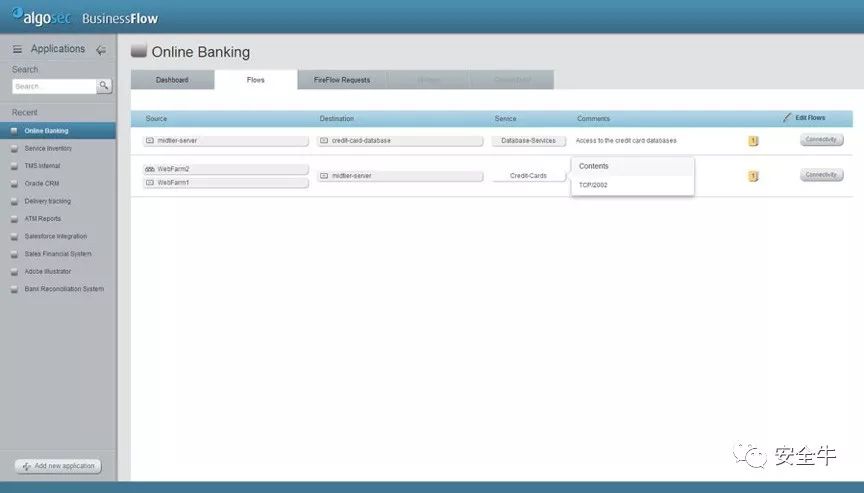 algosec BusinessFlow
Applications
Search
Search...
Recent
Online Banking
Service Inventory
TMS Internal
Oracle CRM
Delivery tracking
ATM Reports
Salesforce Integration
Sales Financial System
Adobe Illustrator
Bank Reconciliation System
Add new application
Online Banking
Dashboard Flows FireFlow Requests
Source Destination Service Comments Edit Flows
midtier-server credit-card-database Database-Services Access to the credit card databases 1 Connectivity
WebFarm2
WebFarm1
midtier-server Credit-Cards 1 Connectivity
Contents
TCP/2002
安全牛